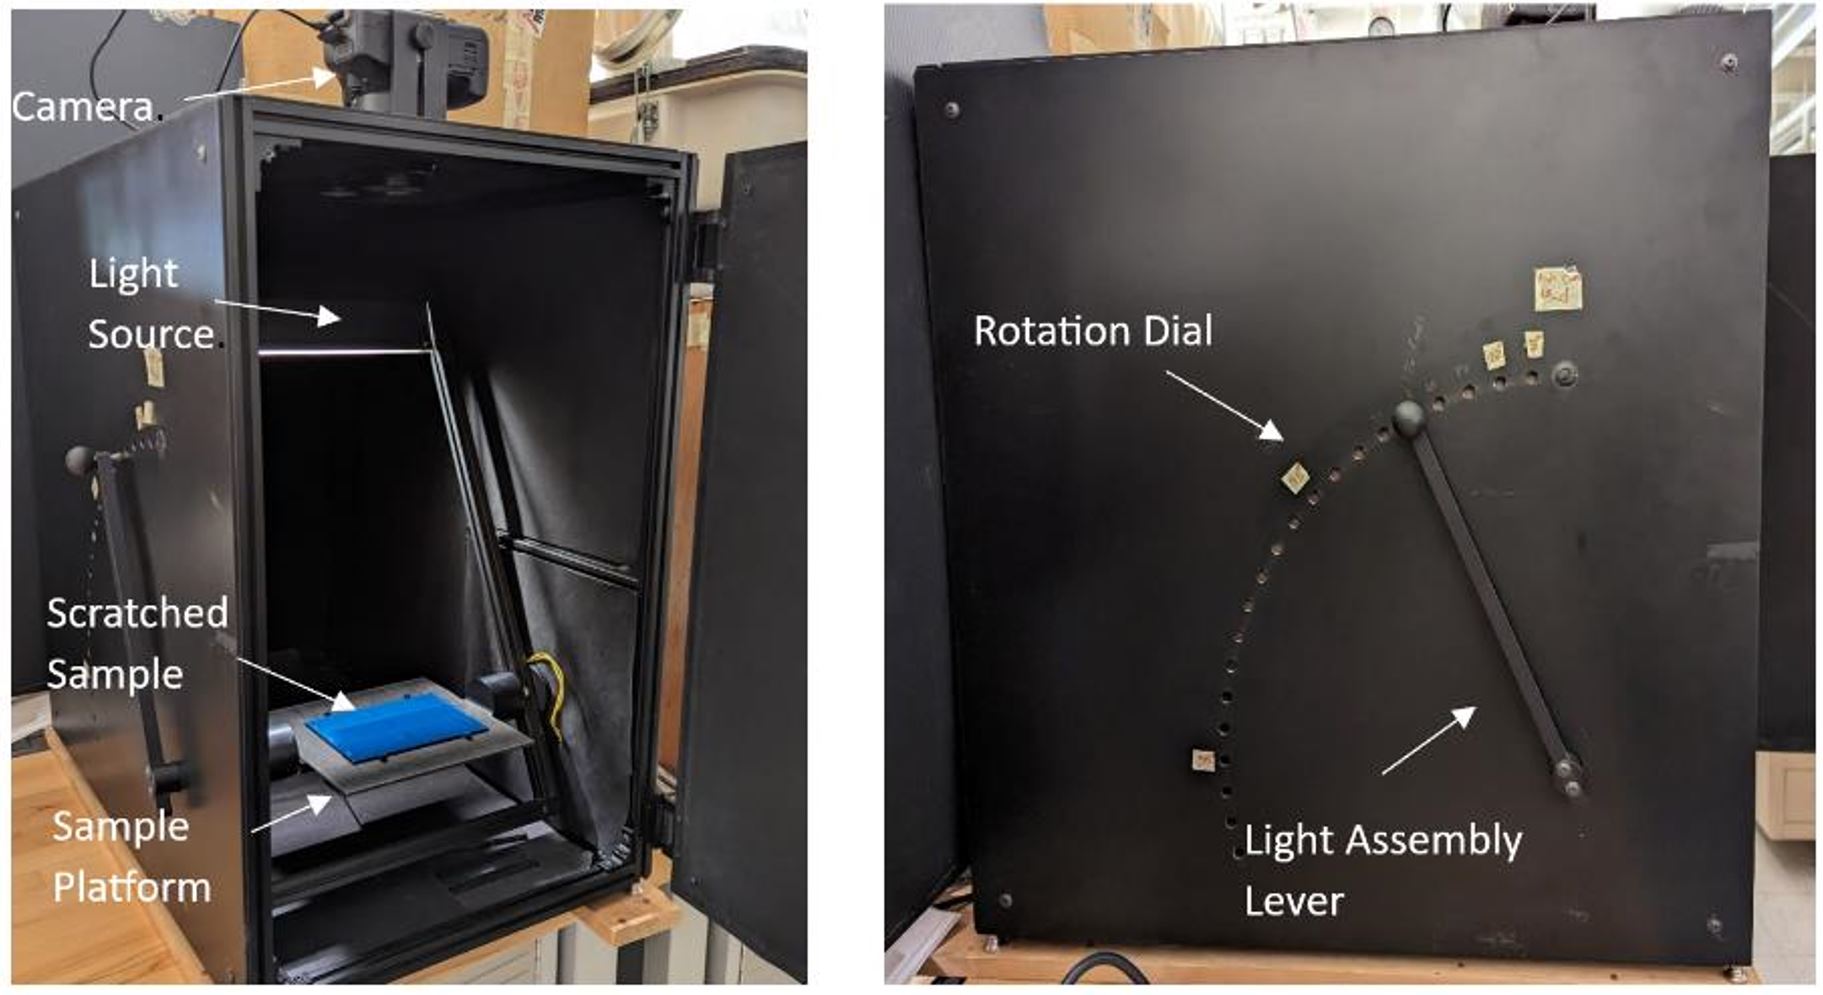 Camera.
Light
Source.
Scratched
Sample
Sample
Platform
Rotation Dial
Light Assembly
Lever